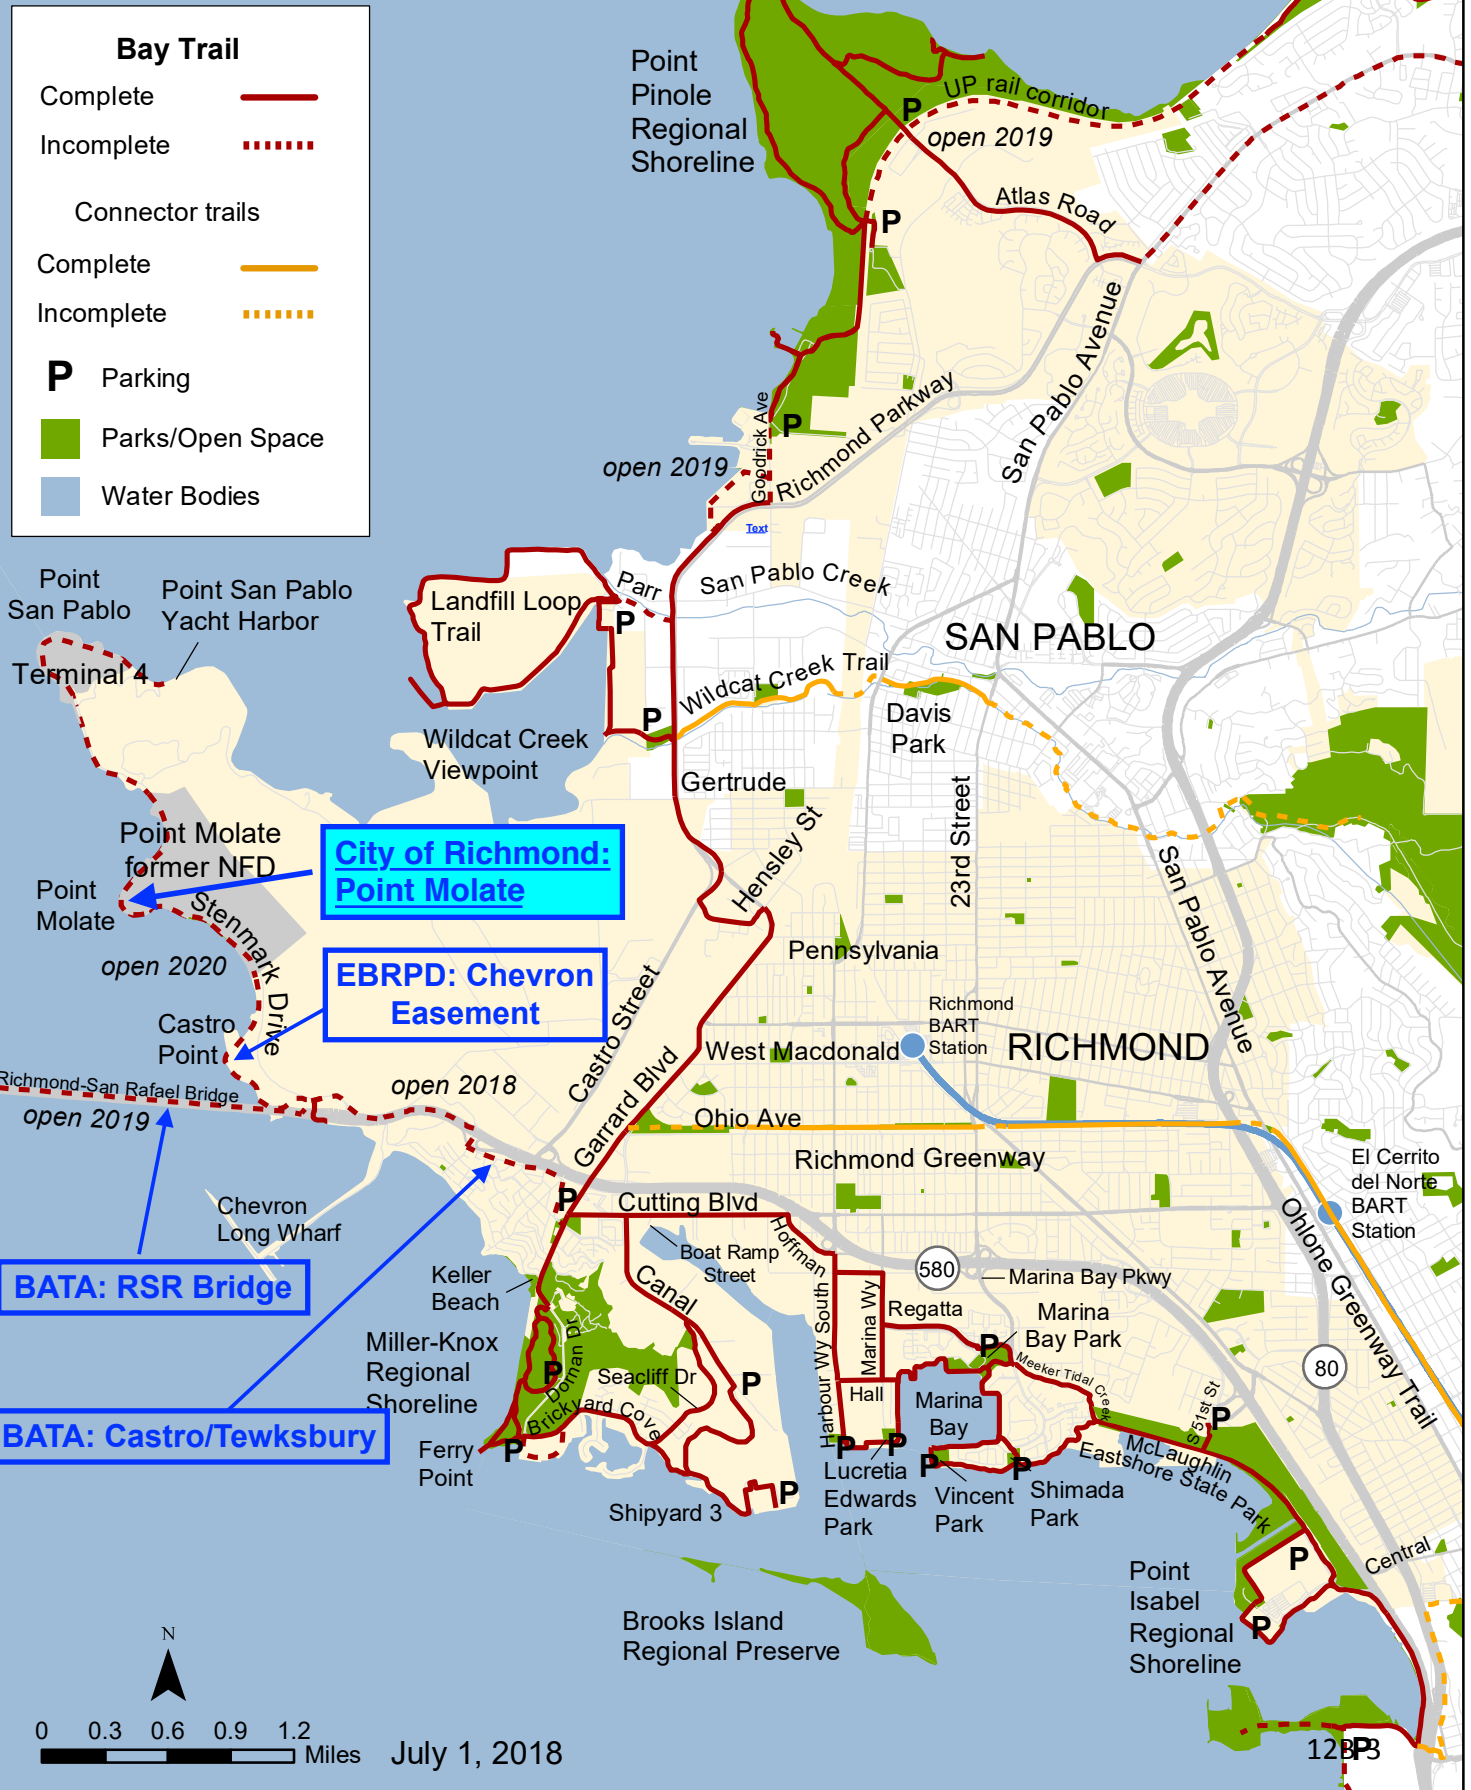 Bay Trail
Complete
Incomplete
Connector trails
Complete
Incomplete
P Parking
Parks/Open Space
Water Bodies
Point
Pinole
Regional
Shoreline
P
UP rail corridor
open 2019
Atlas Road
P
San Pablo Avenue
Goodrick Ave
P
Richmond Parkway
open 2019
Text
Point
San Pablo
Point San Pablo
Yacht Harbor
Terminal 4
Landfill Loop
Trail
Parr
P
San Pablo Creek
SAN PABLO
Wildcat Creek Trail
P
Davis
Park
Wildcat Creek
Viewpoint
Gertrude
Hensley St
23rd Street
San Pablo Avenue
Point Molate
former NFD
City of Richmond:
Point Molate
Point
Molate
Stenmark Drive
open 2020
EBRPD: Chevron
Easement
Pennsylvania
Castro Street
Castro
Point
Richmond
BART
Station
West Macdonald
RICHMOND
Richmond-San Rafael Bridge
open 2019
open 2018
Garrard Blvd
Ohio Ave
Richmond Greenway
El Cerrito
del Norte
BART
Station
P
Cutting Blvd
Chevron
Long Wharf
Hoffman
Boat Ramp
Street
580
Marina Bay Pkwy
Ohlone Greenway Trail
BATA: RSR Bridge
Keller
Beach
Canal
Harbour Wy South
Marina Wy
Regatta
Marina
Bay Park
P
Meeker Tidal Creek
80
Miller-Knox
Regional
Shoreline
P
Dornan Dr
Seacliff Dr
P
Hall
Marina
Bay
S 51st St
P
BATA: Castro/Tewksbury
Brickyard Cove
Ferry
Point
P
P
P
P
P
McLaughlin
Eastshore State Park
Lucretia
Edwards
Park
Vincent
Park
Shimada
Park
Shipyard 3
P
Central
P
Point
Isabel
Regional
Shoreline
P
Brooks Island
Regional Preserve
N
0 0.3 0.6 0.9 1.2
Miles
July 1, 2018
P
12B-3